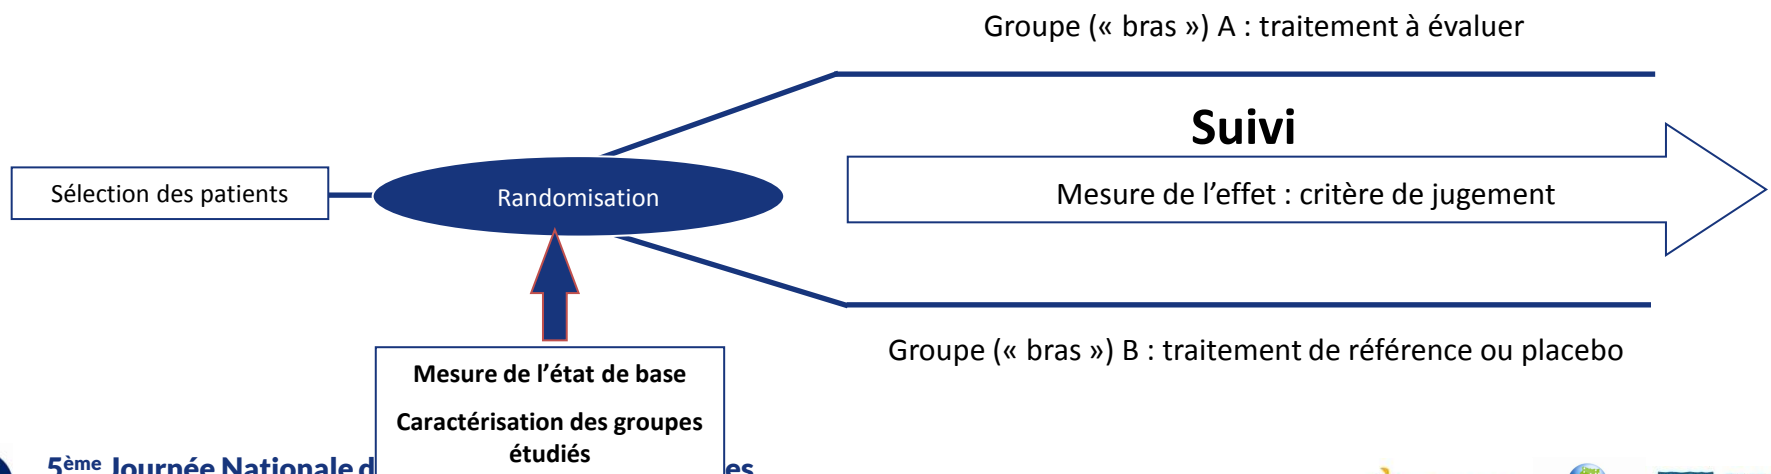 Groupe (« bras ») A : traitement à évaluer
Suivi
Sélection des patients
Randomisation
Mesure de l’effet : critère de jugement
Groupe (« bras ») B : traitement de référence ou placebo
Mesure de l’état de base
Caractérisation des groupes
étudiés
5ème Journée Nationale